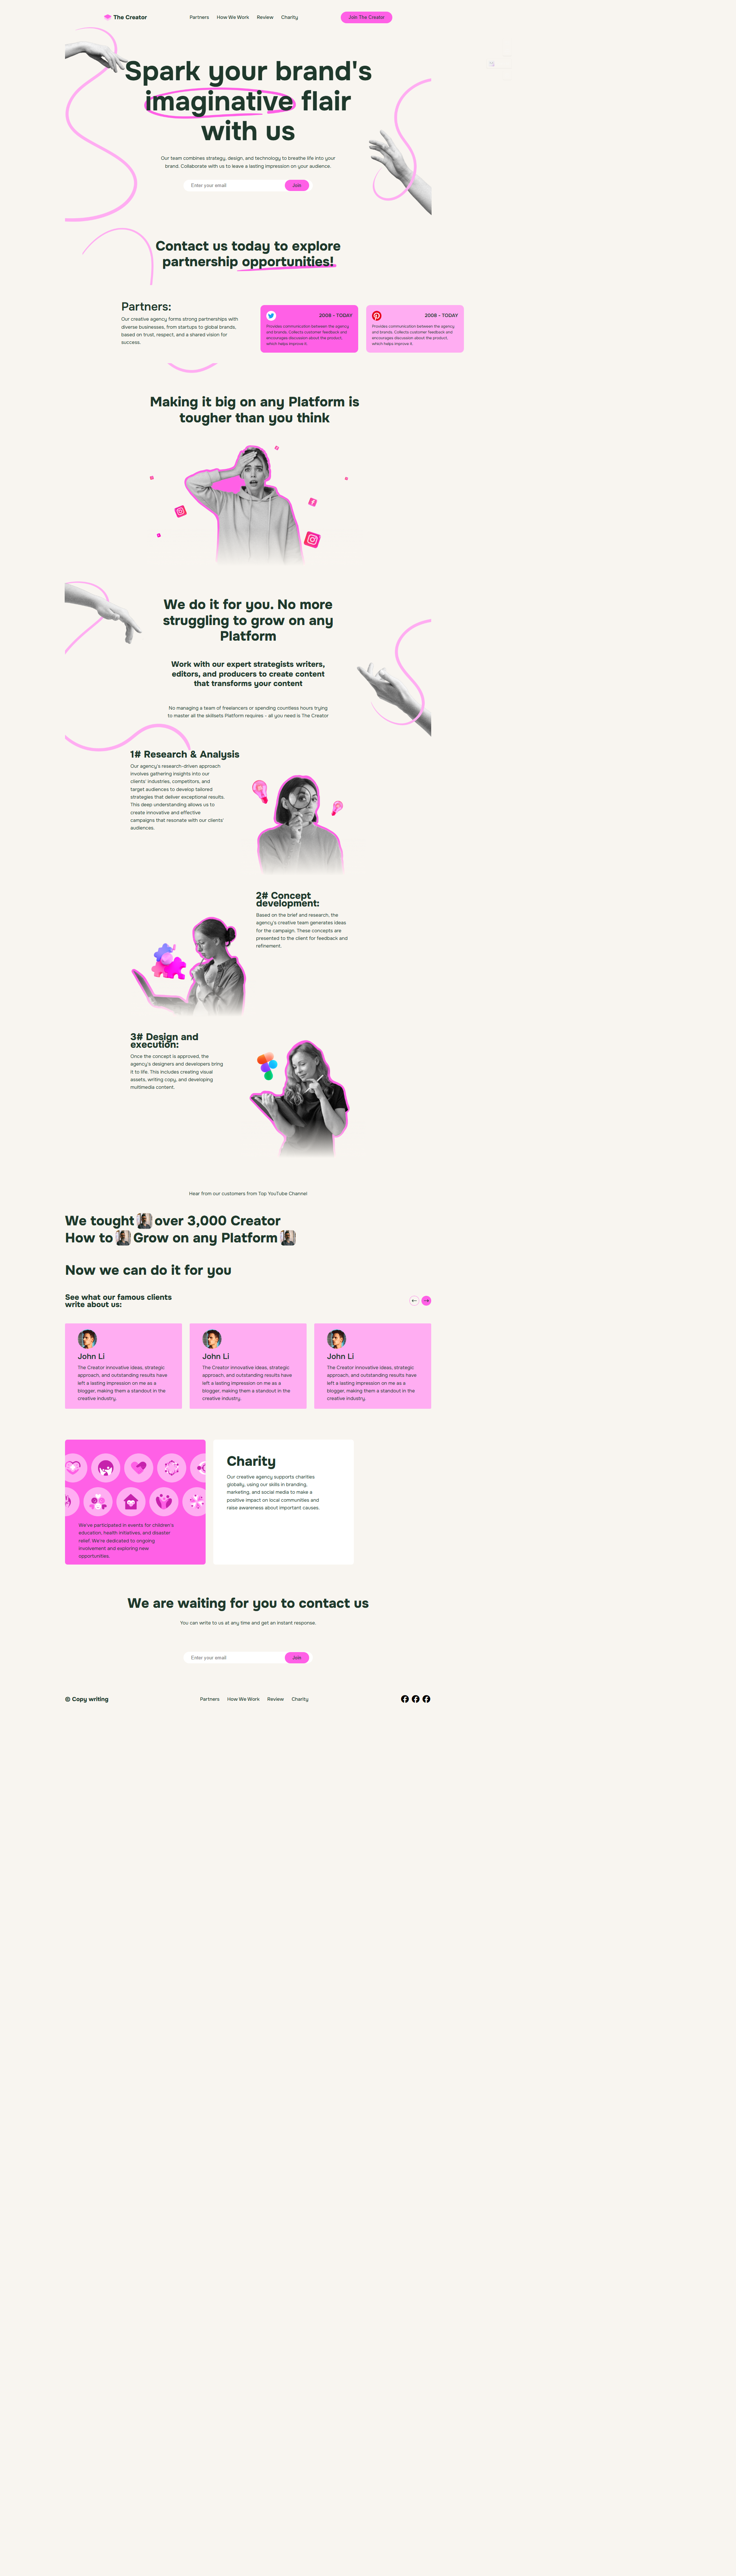 The Creator
Partners How We Work Review Charity
Join The Creator
Spark your brand's
imaginative flair
with us
Our team combines strategy, design, and technology to breathe life into your
brand. Collaborate with us to leave a lasting impression on your audience.
Enter your email
Join
Contact us today to explore
partnership opportunities!
Partners:
Our creative agency forms strong partnerships with
diverse businesses, from startups to global brands,
based on trust, respect, and a shared vision for
success.
2008 - TODAY
Provides communication between the agency
and brands. Collects customer feedback and
encourages discussion about the product,
which helps improve it.
2008 - TODAY
Provides communication between the agency
and brands. Collects customer feedback and
encourages discussion about the product,
which helps improve it.
Making it big on any Platform is
tougher than you think
We do it for you. No more
struggling to grow on any
Platform
Work with our expert strategists writers,
editors, and producers to create content
that transforms your content
No managing a team of freelancers or spending countless hours trying
to master all the skillsets Platform requires - all you need is The Creator
1# Research & Analysis
Our agency's research-driven approach
involves gathering insights into our
clients' industries, competitors, and
target audiences to develop tailored
strategies that deliver exceptional results.
This deep understanding allows us to
create innovative and effective
campaigns that resonate with our clients'
audiences.
2# Concept
development:
Based on the brief and research, the
agency's creative team generates ideas
for the campaign. These concepts are
presented to the client for feedback and
refinement.
3# Design and
execution:
Once the concept is approved, the
agency's designers and developers bring
it to life. This includes creating visual
assets, writing copy, and developing
multimedia content.
Hear from our customers from Top YouTube Channel
We tought over 3,000 Creator
How to Grow on any Platform
Now we can do it for you
See what our famous clients
write about us:
John Li
The Creator innovative ideas, strategic
approach, and outstanding results have
left a lasting impression on me as a
blogger, making them a standout in the
creative industry.
John Li
The Creator innovative ideas, strategic
approach, and outstanding results have
left a lasting impression on me as a
blogger, making them a standout in the
creative industry.
John Li
The Creator innovative ideas, strategic
approach, and outstanding results have
left a lasting impression on me as a
blogger, making them a standout in the
creative industry.
We've participated in events for children's
education, health initiatives, and disaster
relief. We're dedicated to ongoing
involvement and exploring new
opportunities.
Charity
Our creative agency supports charities
globally, using our skills in branding,
marketing, and social media to make a
positive impact on local communities and
raise awareness about important causes.
We are waiting for you to contact us
You can write to us at any time and get an instant response.
Enter your email
Join
© Copy writing
Partners How We Work Review Charity